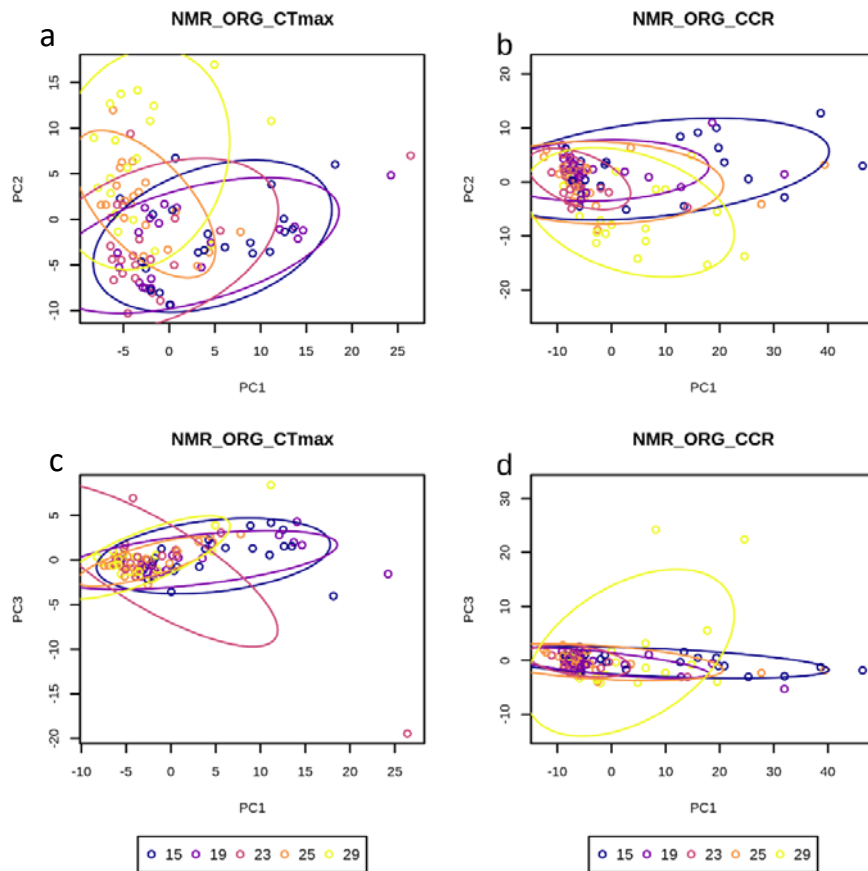 a
NMR_ORG_CTmax
PC2
-10 -5 0 5 10 15
-5 0 5 10 15 20 25
PC1
b
NMR_ORG_CCR
PC2
-20 -10 0 10 20
-10 0 10 20 30 40
PC1
c
NMR_ORG_CTmax
PC3
-20 -15 -10 -5 0 5
-10 -5 0 5 10 15 20 25
PC1
d
NMR_ORG_CCR
PC3
-10 0 10 20 30
-10 0 10 20 30 40
PC1
15 19 23 25 29
15 19 23 25 29